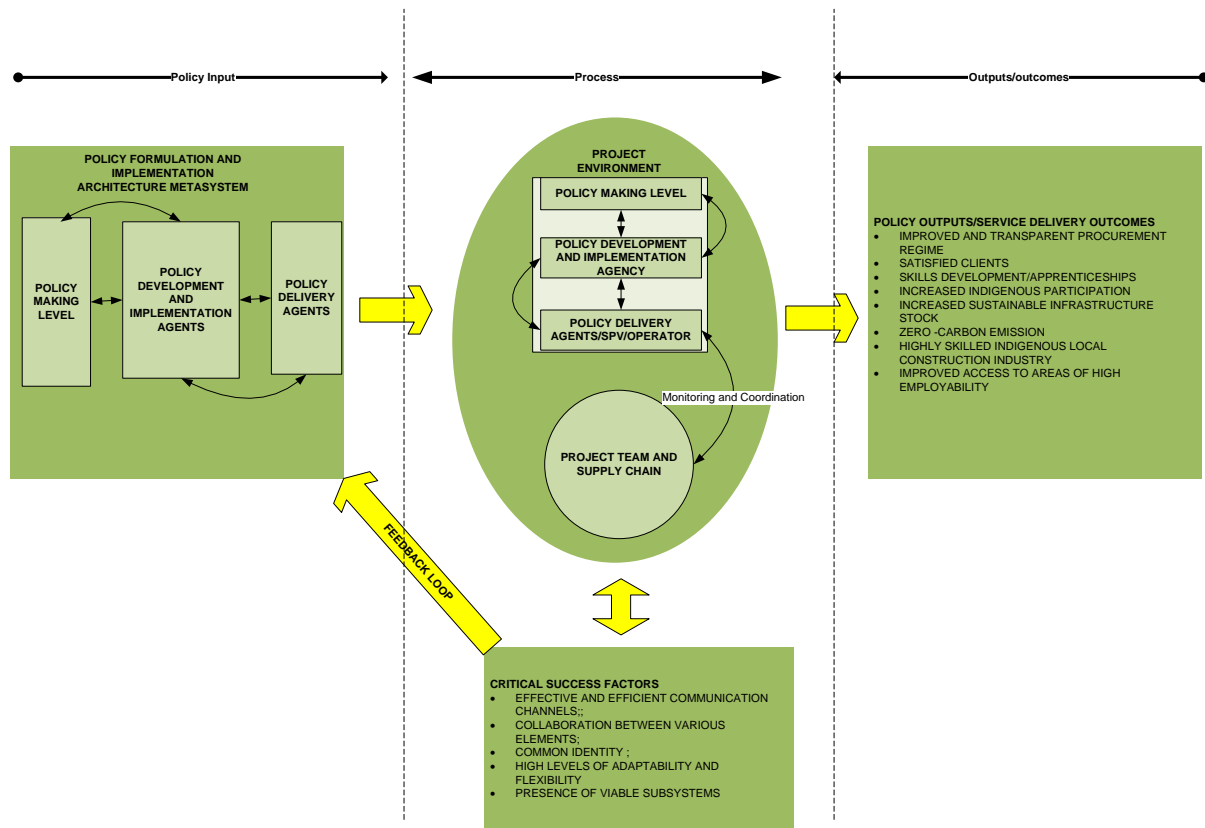 Policy Input
Process
Outputs/outcomes
POLICY FORMULATION AND
IMPLEMENTATION
ARCHITECTURE METASYSTEM
POLICY
MAKING
LEVEL
POLICY
DEVELOPMENT
AND
IMPLEMENTATION
AGENTS
POLICY
DELIVERY
AGENTS
PROJECT
ENVIRONMENT
POLICY MAKING LEVEL
POLICY DEVELOPMENT
AND IMPLEMENTATION
AGENCY
POLICY DELIVERY
AGENTS/SPV/OPERATOR
Monitoring and Coordination
PROJECT TEAM AND
SUPPLY CHAIN
POLICY OUTPUTS/SERVICE DELIVERY OUTCOMES
• IMPROVED AND TRANSPARENT PROCUREMENT
REGIME
• SATISFIED CLIENTS
• SKILLS DEVELOPMENT/APPRENTICESHIPS
• INCREASED INDIGENOUS PARTICIPATION
• INCREASED SUSTAINABLE INFRASTRUCTURE
STOCK
• ZERO -CARBON EMISSION
• HIGHLY SKILLED INDIGENOUS LOCAL
CONSTRUCTION INDUSTRY
• IMPROVED ACCESS TO AREAS OF HIGH
EMPLOYABILITY
FEEDBACK LOOP
CRITICAL SUCCESS FACTORS
• EFFECTIVE AND EFFICIENT COMMUNICATION
CHANNELS;;
• COLLABORATION BETWEEN VARIOUS
ELEMENTS;
• COMMON IDENTITY ;
• HIGH LEVELS OF ADAPTABILITY AND
FLEXIBILITY
• PRESENCE OF VIABLE SUBSYSTEMS